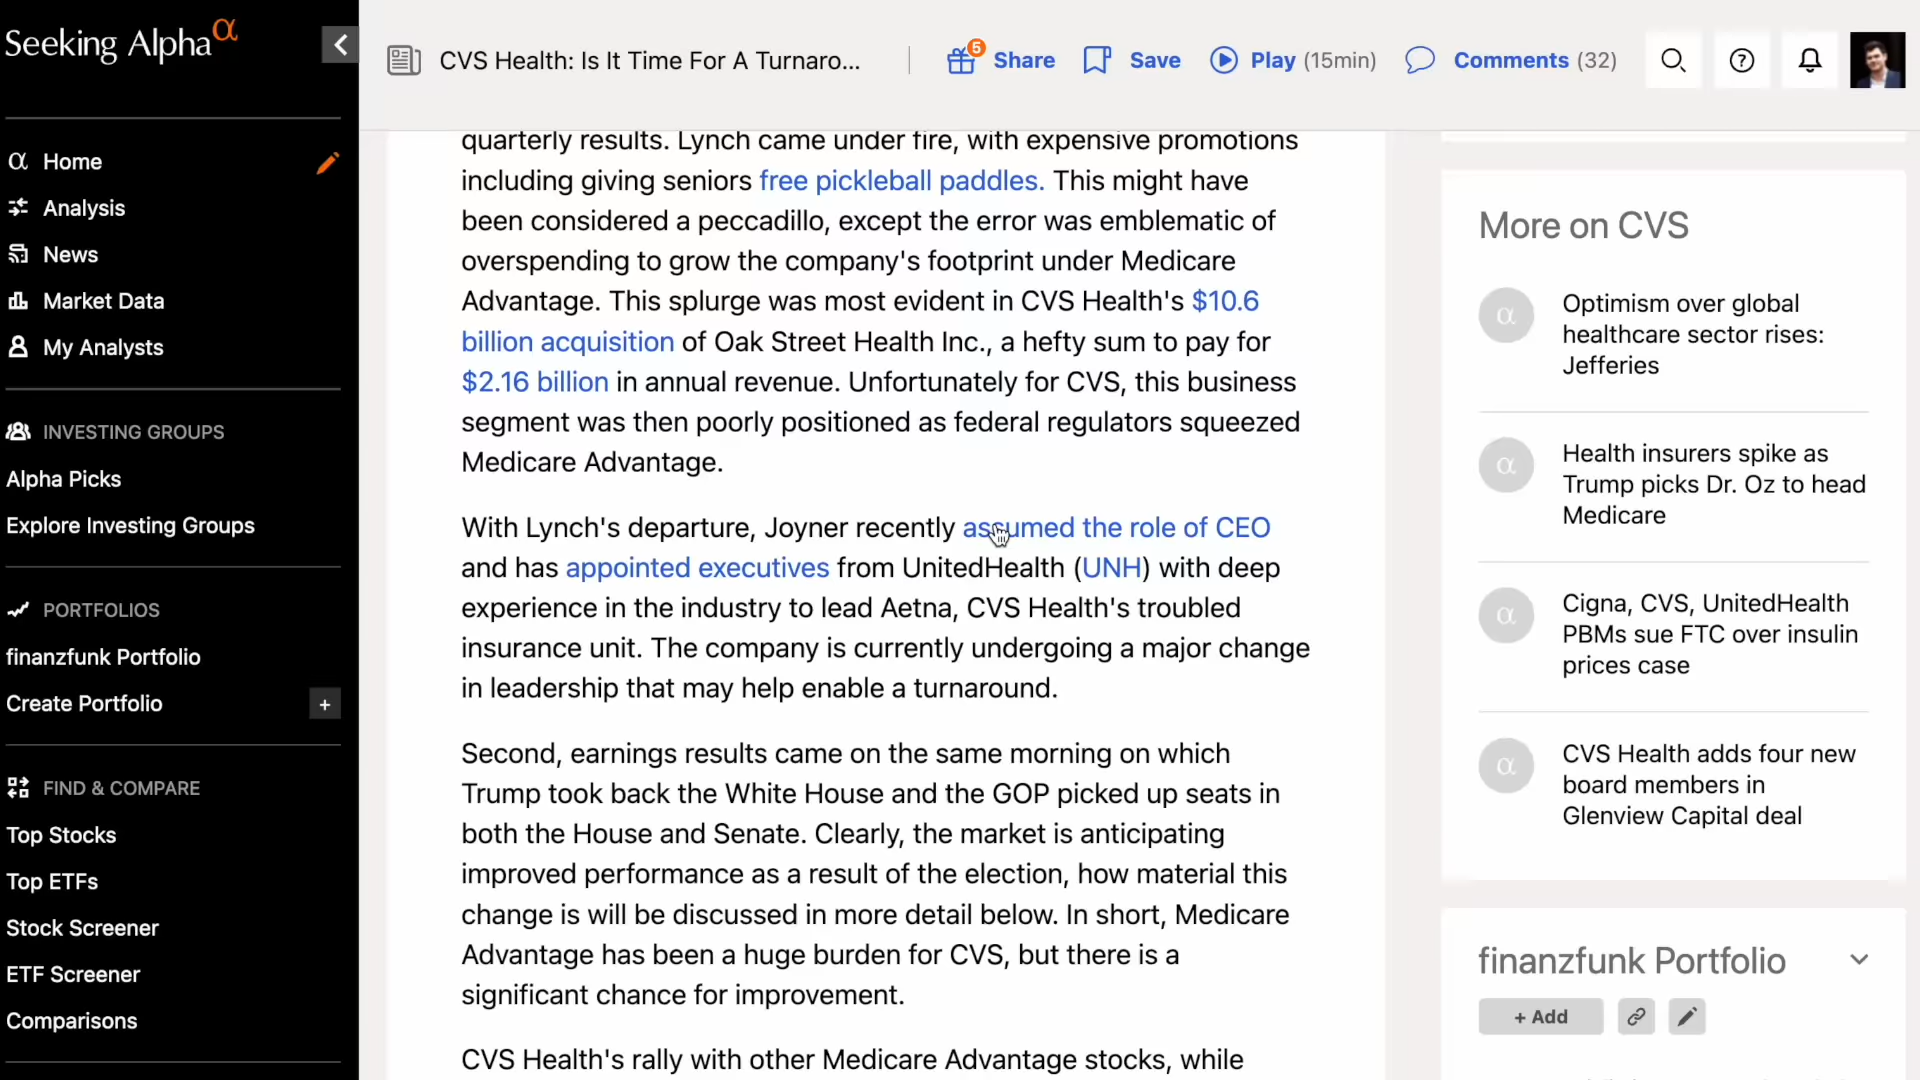 Seeking Alpha α
Home
Analysis
News
Market Data
My Analysts
INVESTING GROUPS
Alpha Picks
Explore Investing Groups
PORTFOLIOS
finanzfunk Portfolio
Create Portfolio
+
FIND & COMPARE
Top Stocks
Top ETFs
Stock Screener
ETF Screener
Comparisons
CVS Health: Is It Time For A Turnaro...
5
Share
Save
Play (15min)
Comments (32)
quarterly results. Lynch came under fire, with expensive promotions
including giving seniors free pickleball paddles. This might have
been considered a peccadillo, except the error was emblematic of
overspending to grow the company's footprint under Medicare
Advantage. This splurge was most evident in CVS Health's $10.6
billion acquisition of Oak Street Health Inc., a hefty sum to pay for
$2.16 billion in annual revenue. Unfortunately for CVS, this business
segment was then poorly positioned as federal regulators squeezed
Medicare Advantage.
With Lynch's departure, Joyner recently assumed the role of CEO
and has appointed executives from UnitedHealth (UNH) with deep
experience in the industry to lead Aetna, CVS Health's troubled
insurance unit. The company is currently undergoing a major change
in leadership that may help enable a turnaround.
Second, earnings results came on the same morning on which
Trump took back the White House and the GOP picked up seats in
both the House and Senate. Clearly, the market is anticipating
improved performance as a result of the election, how material this
change is will be discussed in more detail below. In short, Medicare
Advantage has been a huge burden for CVS, but there is a
significant chance for improvement.
CVS Health's rally with other Medicare Advantage stocks, while
More on CVS
Optimism over global
healthcare sector rises:
Jefferies
Health insurers spike as
Trump picks Dr. Oz to head
Medicare
Cigna, CVS, UnitedHealth
PBMs sue FTC over insulin
prices case
CVS Health adds four new
board members in
Glenview Capital deal
finanzfunk Portfolio
+ Add